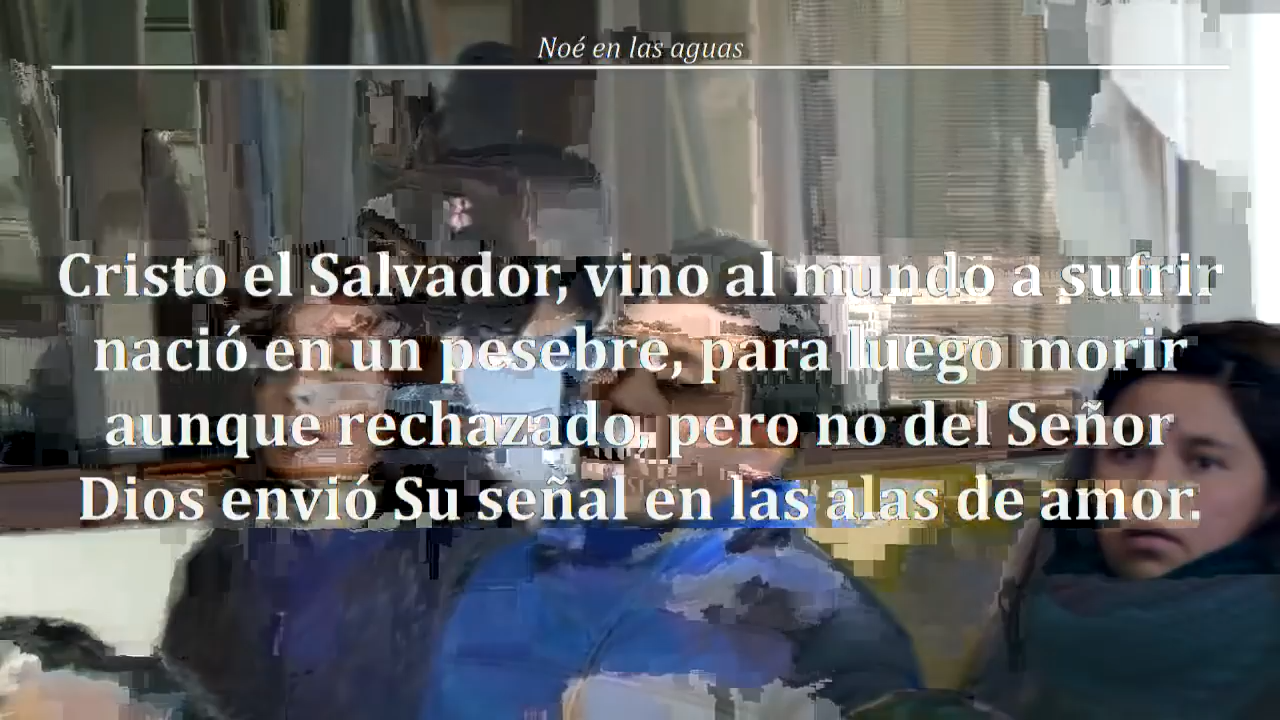 Noé en las aguas
Cristo el Salvador, vino al mundo a sufrir
nació en un pesebre, para luego morir
aunque rechazado, pero no del Señor
Dios envió Su señal en las alas de amor.